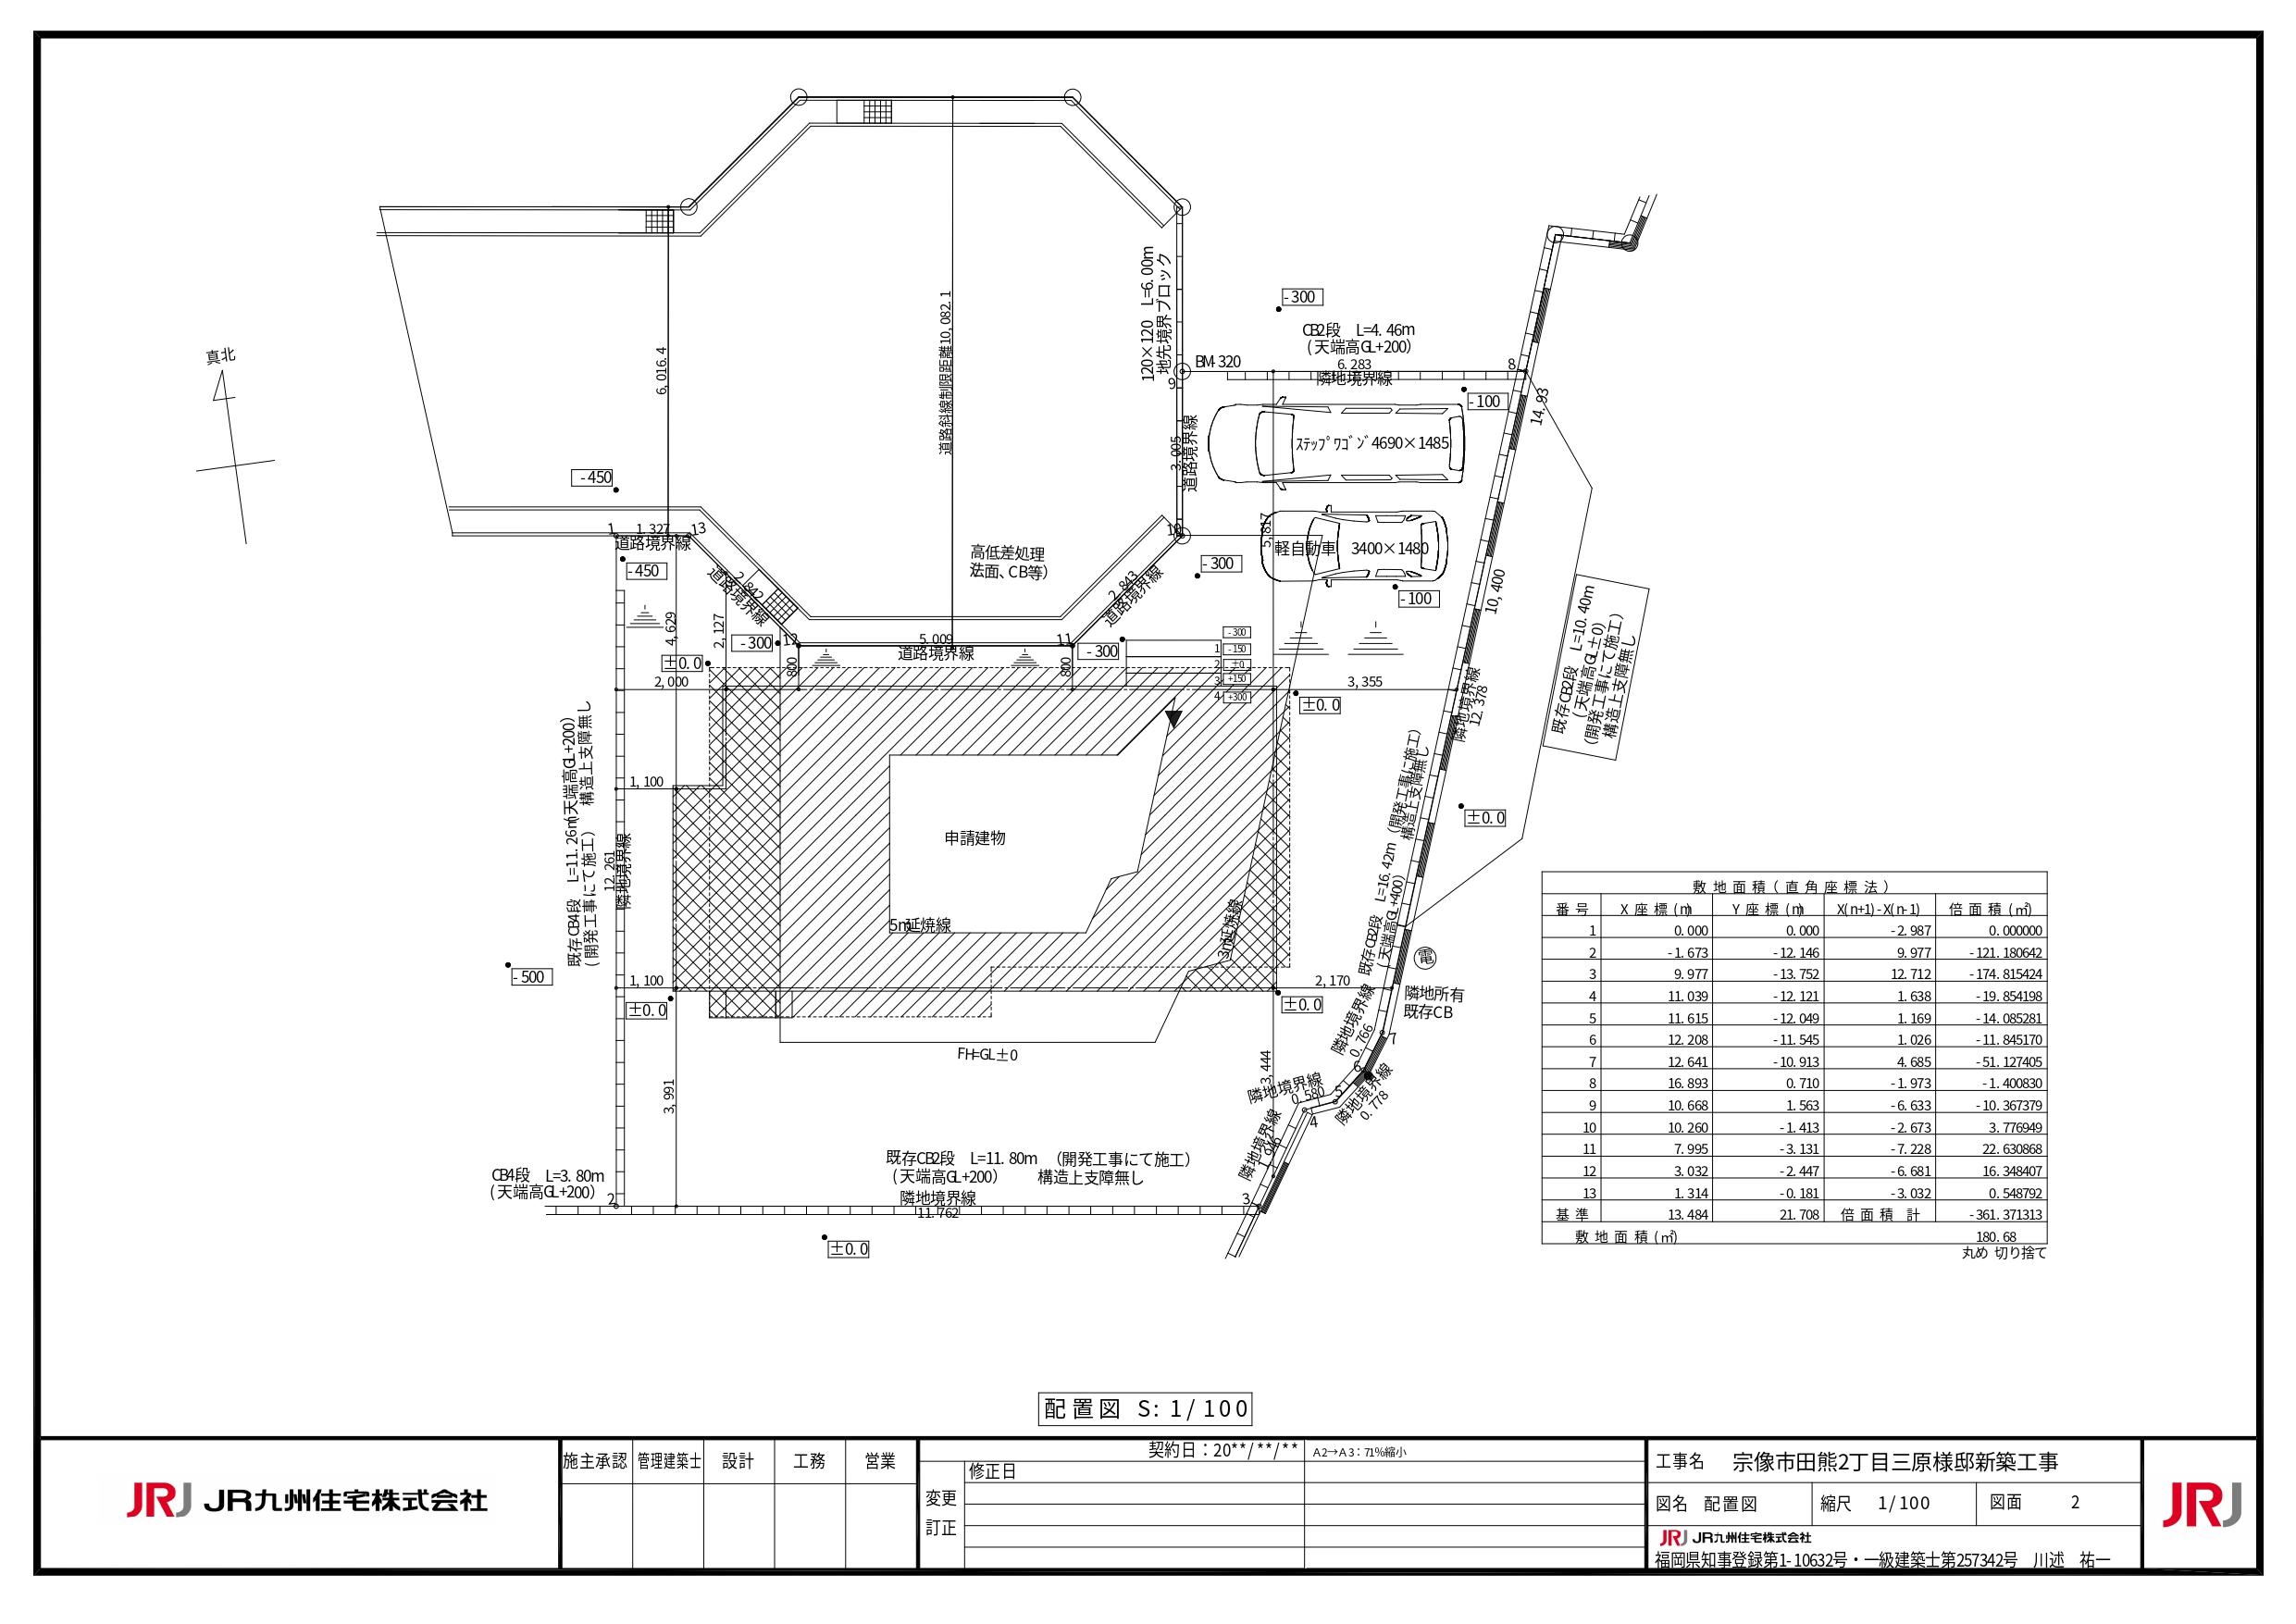 真北
6,016.4
道路斜線制限距離10,082.1
120×120 L=6.00m
地先境界ブロック
-300
CB2段 L=4.46m
(天端高GL+200)
BM-320
6.283
隣地境界線
8
9
-100
14.93
ｽﾃｯﾌﾟﾜｺﾞﾝ4690×1485
3.005
道路境界線
-450
1
1.327
13
道路境界線
-450
10
5,817
軽自動車 3400×1480
高低差処理
法面、CB等)
-300
-100
2.842
道路境界線
2.843
道路境界線
10,400
4,629
2,127
-300
12
5.009
11
道路境界線
-300
800
800
±0.0
2,000
1
2
3
4
-300
-150
±0
+150
+300
3,355
±0.0
隣地境界線
12.378
既存CB2段 L=10.40m
(天端高GL±0)
(開発工事にて施工)
構造上支障無し
既存CB4段 L=11.26m(天端高GL+200)
(開発工事にて施工) 構造上支障無し
1,100
12.261
隣地境界線
申請建物
5m延焼線
3m延焼線
既存CB2段 L=16.42m (開発工事にて施工)
(天端高GL+400) 構造上支障無し
±0.0
電
-500
1,100
±0.0
2,170
±0.0
隣地所有
既存CB
FH=GL±0
隣地境界線
0.766
7
6
3,991
3,444
隣地境界線
0.580
5
隣地境界線
0.778
4
隣地境界線
1.946
CB4段 L=3.80m
(天端高GL+200)
2
既存CB2段 L=11.80m (開発工事にて施工)
(天端高GL+200) 構造上支障無し
隣地境界線
11.762
3
±0.0
敷地面積(直角座標法)
番号 X座標(m) Y座標(m) X(n+1)-X(n-1) 倍面積(㎡)
1 0.000 0.000 -2.987 0.000000
2 -1.673 -12.146 9.977 -121.180642
3 9.977 -13.752 12.712 -174.815424
4 11.039 -12.121 1.638 -19.854198
5 11.615 -12.049 1.169 -14.085281
6 12.208 -11.545 1.026 -11.845170
7 12.641 -10.913 4.685 -51.127405
8 16.893 0.710 -1.973 -1.400830
9 10.668 1.563 -6.633 -10.367379
10 10.260 -1.413 -2.673 3.776949
11 7.995 -3.131 -7.228 22.630868
12 3.032 -2.447 -6.681 16.348407
13 1.314 -0.181 -3.032 0.548792
基準 13.484 21.708 倍面積 計 -361.371313
敷地面積(㎡) 180.68
丸め 切り捨て
配置図 S:1/100
JRJ JR九州住宅株式会社
施主承認 管理建築士 設計 工務 営業
契約日：20**/**/** A2→A3：71%縮小
変更
訂正
修正日
工事名 宗像市田熊2丁目三原様邸新築工事
図名 配置図 縮尺 1/100 図面 2
JRJ JR九州住宅株式会社
福岡県知事登録第1-10632号・一級建築士第257342号 川述 祐一
JRJ